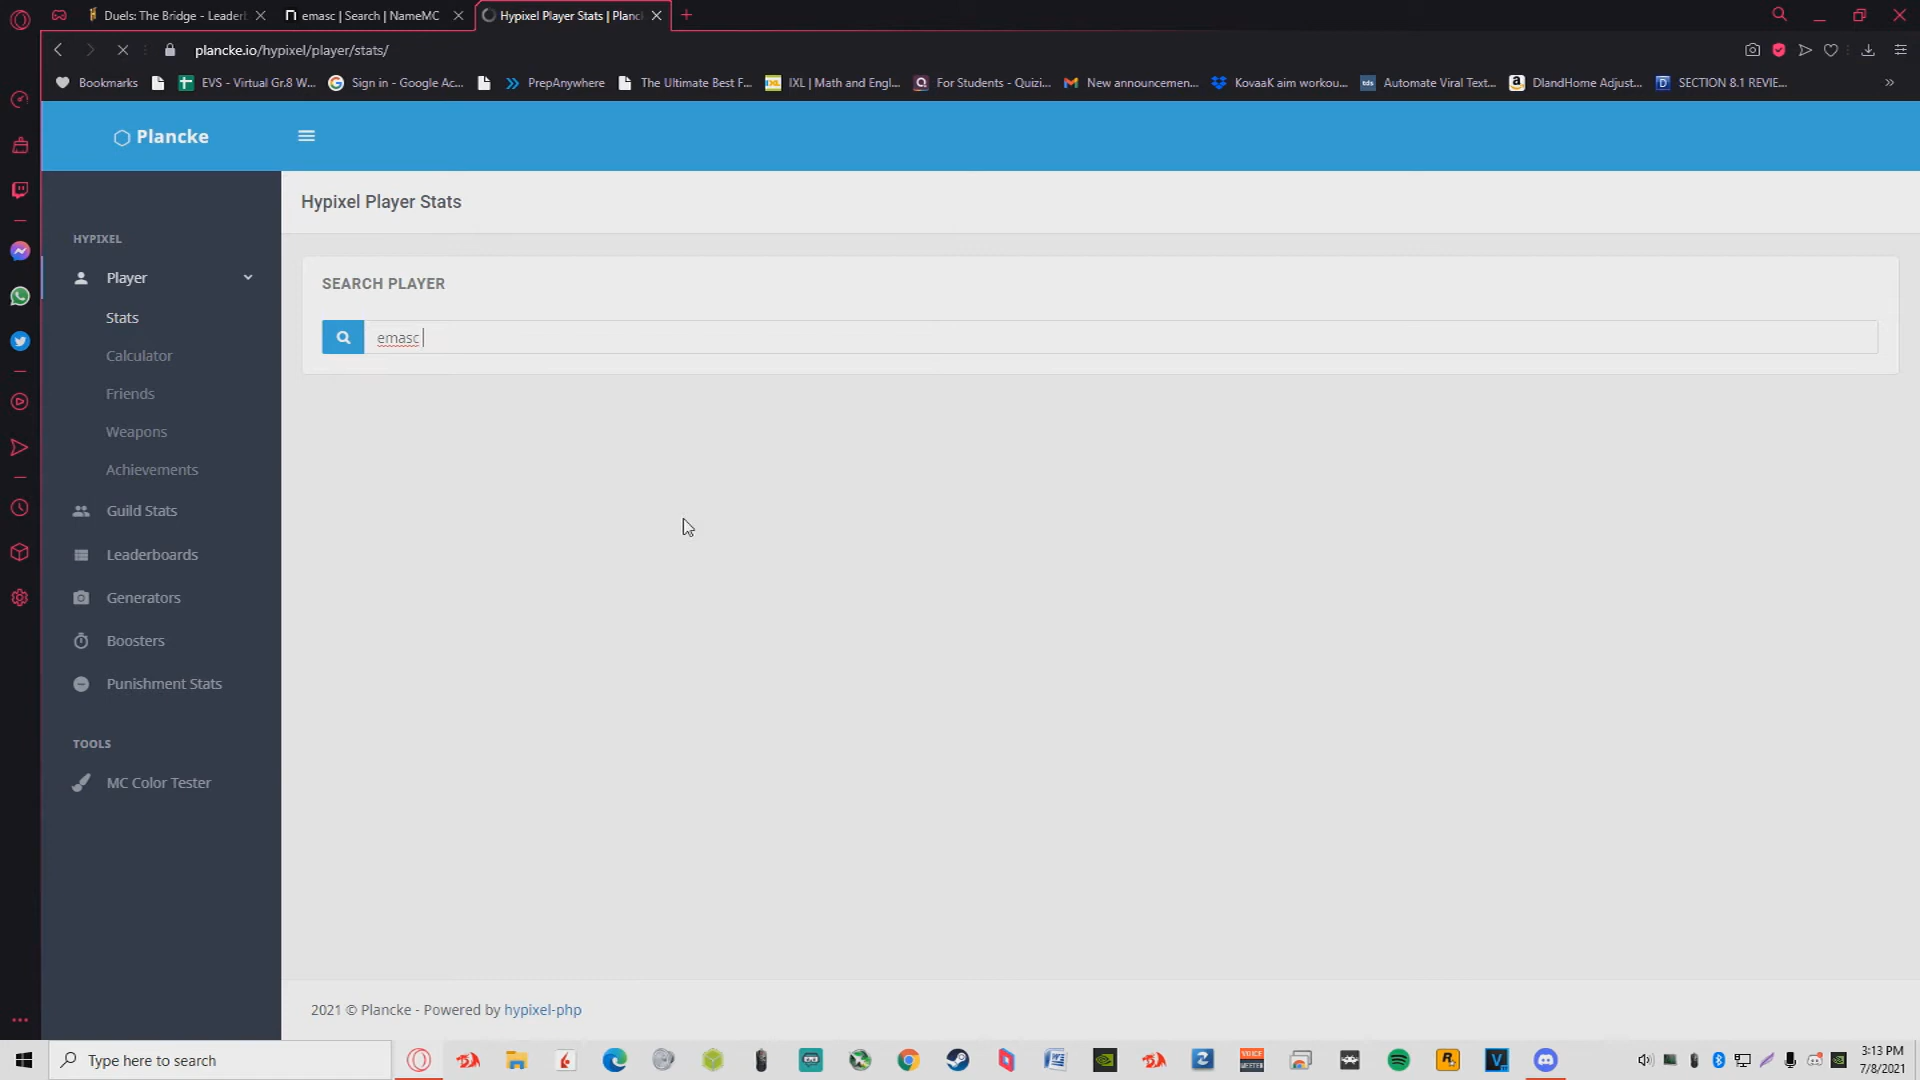 Duels: The Bridge - Leaderl
emasc | Search | NameMC
Hypixel Player Stats | Planc
plancke.io/hypixel/player/stats/
Bookmarks
EVS - Virtual Gr.8 W...
Sign in - Google Ac...
PrepAnywhere
The Ultimate Best F...
IXL | Math and Engl...
For Students - Quizi...
New announcemen...
KovaaK aim workou...
Automate Viral Text...
DlandHome Adjust...
SECTION 8.1 REVIE...
Plancke
Hypixel Player Stats
HYPIXEL
Player
Stats
Calculator
Friends
Weapons
Achievements
Guild Stats
Leaderboards
Generators
Boosters
Punishment Stats
TOOLS
MC Color Tester
SEARCH PLAYER
emasc
2021 © Plancke - Powered by hypixel-php
Type here to search
3:13 PM
7/8/2021